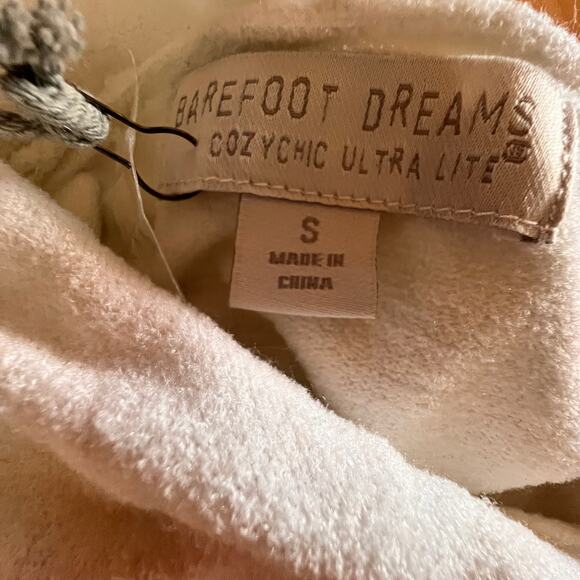 BAREFOOT DREAMS
COZYCHIC ULTRA LITE®
S
MADE IN
CHINA